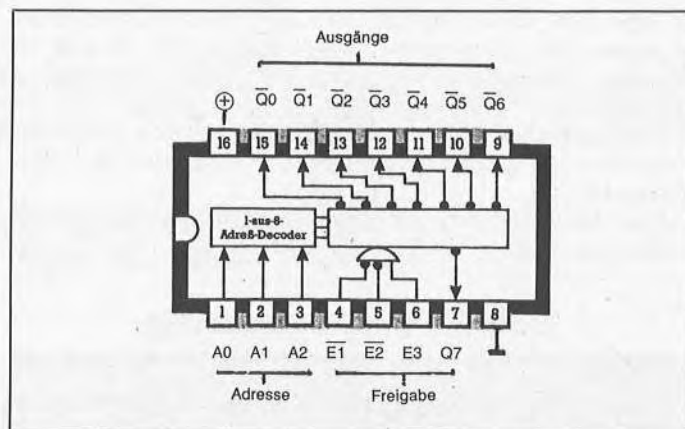 Ausgänge
Q̅0 Q̅1 Q̅2 Q̅3 Q̅4 Q̅5 Q̅6
+
16 15 14 13 12 11 10 9
1-aus-8-
Adreß-Decoder
1 2 3 4 5 6 7 8
A0 A1 A2 E̅1̅ E̅2̅ E3 Q7
Adresse Freigabe